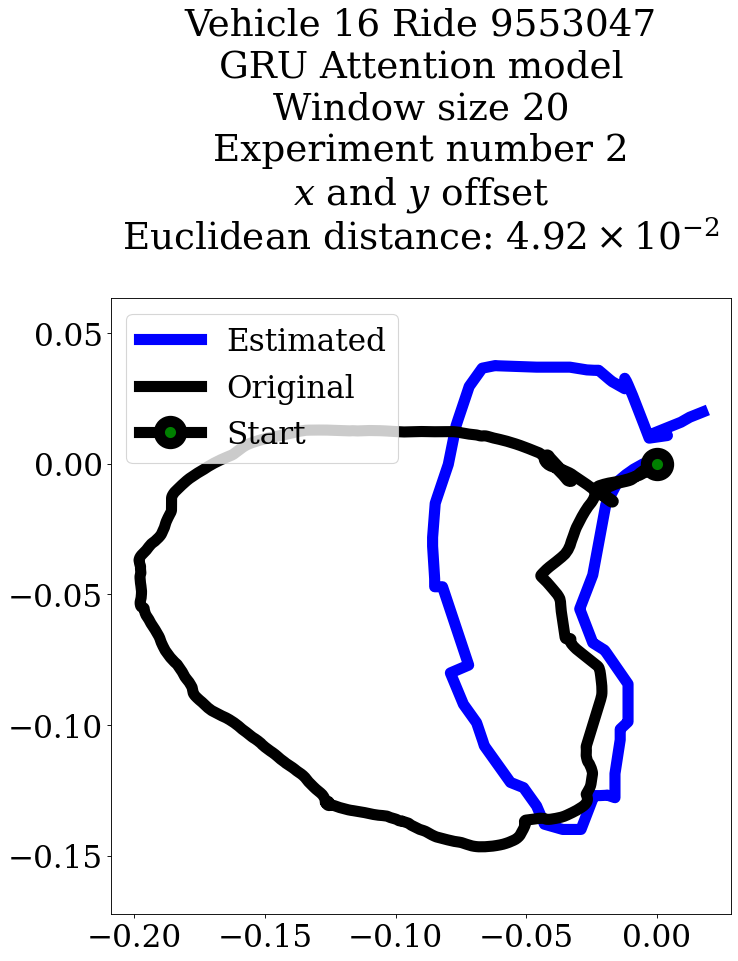 Vehicle 16 Ride 9553047
GRU Attention model
Window size 20
Experiment number 2
x and y offset
Euclidean distance: 4.92 × 10⁻²
Estimated
Original
Start
0.05
0.00
−0.05
−0.10
−0.15
−0.20 −0.15 −0.10 −0.05 0.00